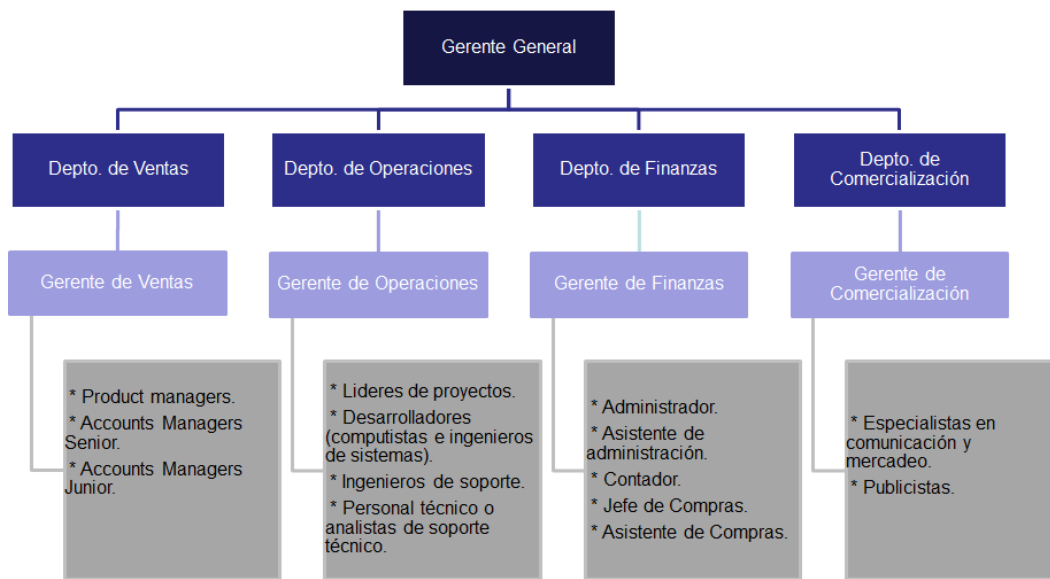 Gerente General
Depto. de Ventas
Depto. de Operaciones
Depto. de Finanzas
Depto. de
Comercialización
Gerente de Ventas
Gerente de Operaciones
Gerente de Finanzas
Gerente de
Comercialización
* Product managers.
* Accounts Managers
Senior.
* Accounts Managers
Junior.
* Lideres de proyectos.
* Desarrolladores
(computistas e ingenieros
de sistemas).
* Ingenieros de soporte.
* Personal técnico o
analistas de soporte
técnico.
* Administrador.
* Asistente de
administración.
* Contador.
* Jefe de Compras.
* Asistente de Compras.
* Especialistas en
comunicación y
mercadeo.
* Publicistas.